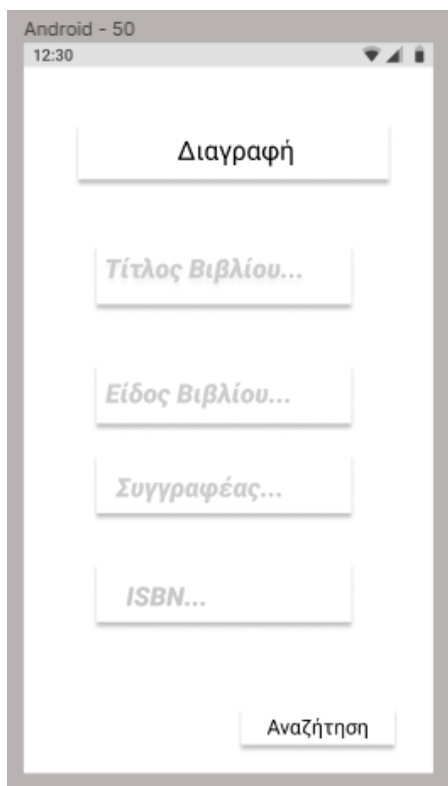 Android - 50
12:30
Διαγραφή
Τίτλος Βιβλίου...
Είδος Βιβλίου...
Συγγραφέας...
ISBN...
Αναζήτηση